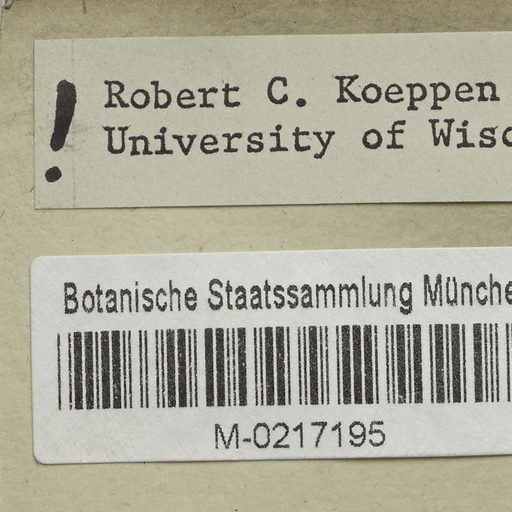 ! Robert C. Koeppen
University of Wisc
Botanische Staatssammlung Münche
M-0217195